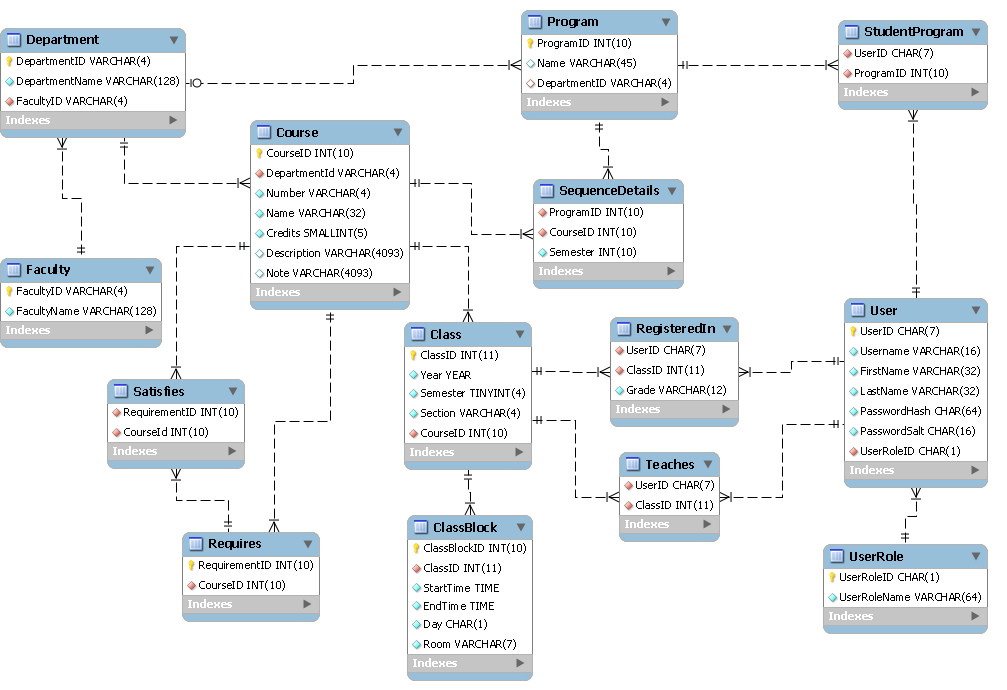 Department
DepartmentID VARCHAR(4)
DepartmentName VARCHAR(128)
FacultyID VARCHAR(4)
Indexes
Program
ProgramID INT(10)
Name VARCHAR(45)
DepartmentID VARCHAR(4)
Indexes
StudentProgram
UserID CHAR(7)
ProgramID INT(10)
Indexes
Course
CourseID INT(10)
DepartmentId VARCHAR(4)
Number VARCHAR(4)
Name VARCHAR(32)
Credits SMALLINT(5)
Description VARCHAR(4093)
Note VARCHAR(4093)
Indexes
SequenceDetails
ProgramID INT(10)
CourseID INT(10)
Semester INT(10)
Indexes
Faculty
FacultyID VARCHAR(4)
FacultyName VARCHAR(128)
Indexes
Class
ClassID INT(11)
Year YEAR
Semester TINYINT(4)
Section VARCHAR(4)
CourseID INT(10)
Indexes
RegisteredIn
UserID CHAR(7)
ClassID INT(11)
Grade VARCHAR(12)
Indexes
User
UserID CHAR(7)
Username VARCHAR(16)
FirstName VARCHAR(32)
LastName VARCHAR(32)
PasswordHash CHAR(64)
PasswordSalt CHAR(16)
UserRoleID CHAR(1)
Indexes
Satisfies
RequirementID INT(10)
CourseId INT(10)
Indexes
Teaches
UserID CHAR(7)
ClassID INT(11)
Indexes
Requires
RequirementID INT(10)
CourseID INT(10)
Indexes
ClassBlock
ClassBlockID INT(10)
ClassID INT(11)
StartTime TIME
EndTime TIME
Day CHAR(1)
Room VARCHAR(7)
Indexes
UserRole
UserRoleID CHAR(1)
UserRoleName VARCHAR(64)
Indexes